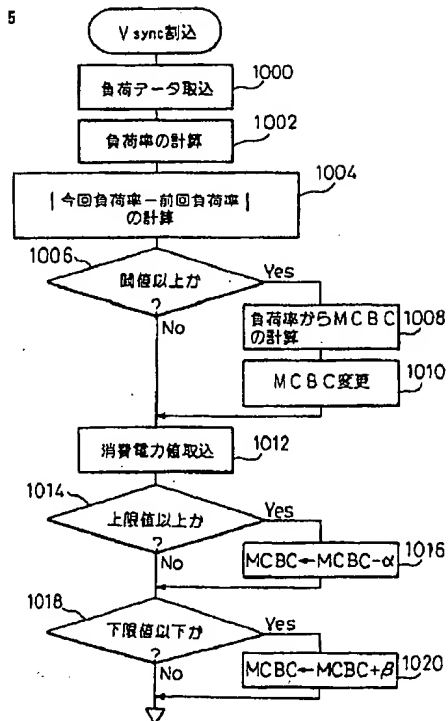 5
Vsync割込
負荷データ取込
1000
負荷率の計算
1002
|今回負荷率ー前回負荷率|
の計算
1004
1006
閾値以上か
?
Yes
No
負荷率からMCBC
の計算
1008
MCBC変更
1010
消費電力値取込
1012
1014
上限値以上か
?
Yes
No
MCBC←MCBC-α
1016
1018
下限値以下か
?
Yes
No
MCBC←MCBC+β
1020